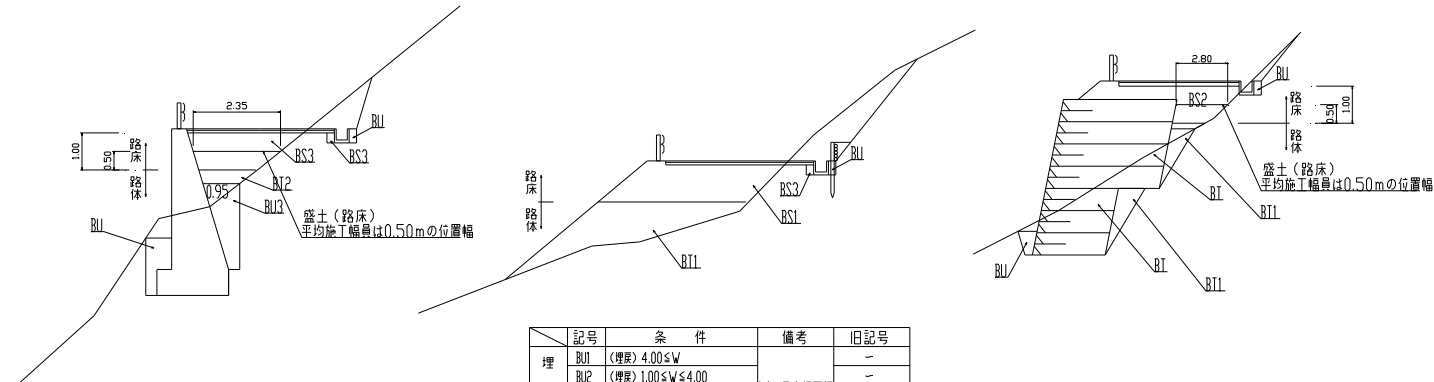 2.35
1.00
0.50
路床
路体
BU
BS3
BS3
BT2
0.95
BU3
BU
盛土（路床）
平均施工幅員は0.50mの位置幅
路床
路体
BU
BS3
BS1
BT1
2.80
BU
BS2
路床
路体
0.50
1.00
盛土（路床）
平均施工幅員は0.50mの位置幅
BT
BT1
BU
BT
BT1
記号 条件 備考 旧記号
埋 BU1 （埋戻）4.00≦W －
BU2 （埋戻）1.00≦W≦4.00 －